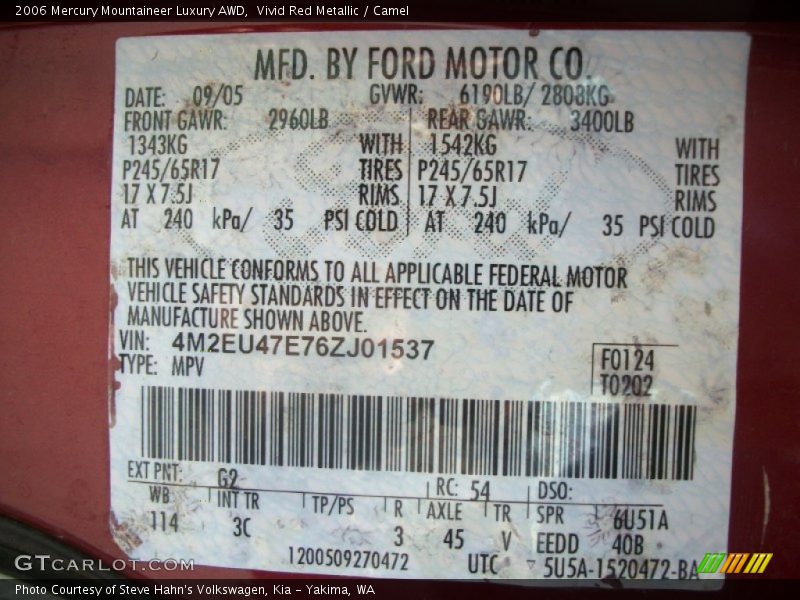 2006 Mercury Mountaineer Luxury AWD,  Vivid Red Metallic / Camel
MFD. BY FORD MOTOR CO
DATE: 09/05 GVWR: 6190LB/ 2808KG
FRONT GAWR: 2960LB REAR GAWR: 3400LB
1343KG WITH 1542KG WITH
P245/65R17 TIRES P245/65R17 TIRES
17 X 7.5J RIMS 17 X 7.5J RIMS
AT 240 kPa/ 35 PSI COLD AT 240 kPa/ 35 PSI COLD
THIS VEHICLE CONFORMS TO ALL APPLICABLE FEDERAL MOTOR
VEHICLE SAFETY STANDARDS IN EFFECT ON THE DATE OF
MANUFACTURE SHOWN ABOVE.
VIN: 4M2EU47E76ZJ01537
TYPE: MPV
F0124
T0202
EXT PNT: G2 RC: 54 DSO:
WB INT TR TP/PS R AXLE TR SPR 6U51A
114 3C 3 45 V EEDD 40B
1200509270472 UTC 5U5A-1520472-BA
GTCARLOT.COM
Photo Courtesy of Steve Hahn's Volkswagen, Kia – Yakima, WA